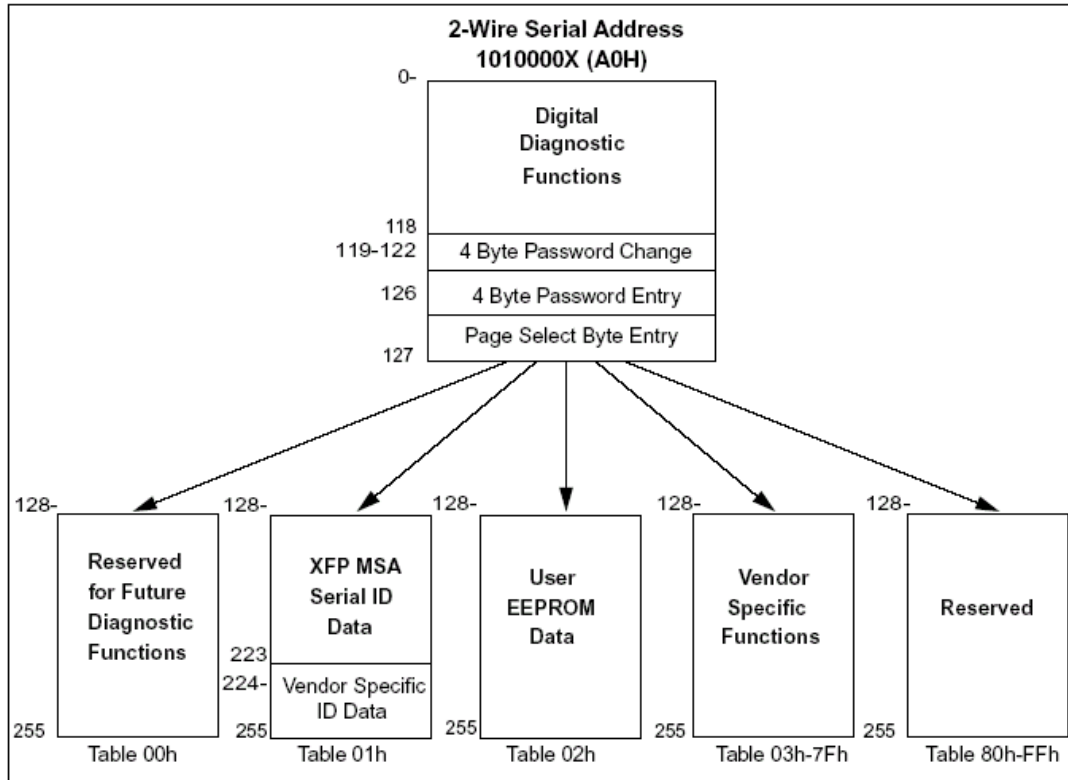 2-Wire Serial Address
1010000X (A0H)
0-
Digital
Diagnostic
Functions
118
119-122
4 Byte Password Change
126
4 Byte Password Entry
Page Select Byte Entry
127
128-
Reserved
for Future
Diagnostic
Functions
255
Table 00h
128-
XFP MSA
Serial ID
Data
223
224-
Vendor Specific
ID Data
255
Table 01h
128-
User
EEPROM
Data
255
Table 02h
128-
Vendor
Specific
Functions
255
Table 03h-7Fh
128-
Reserved
255
Table 80h-FFh